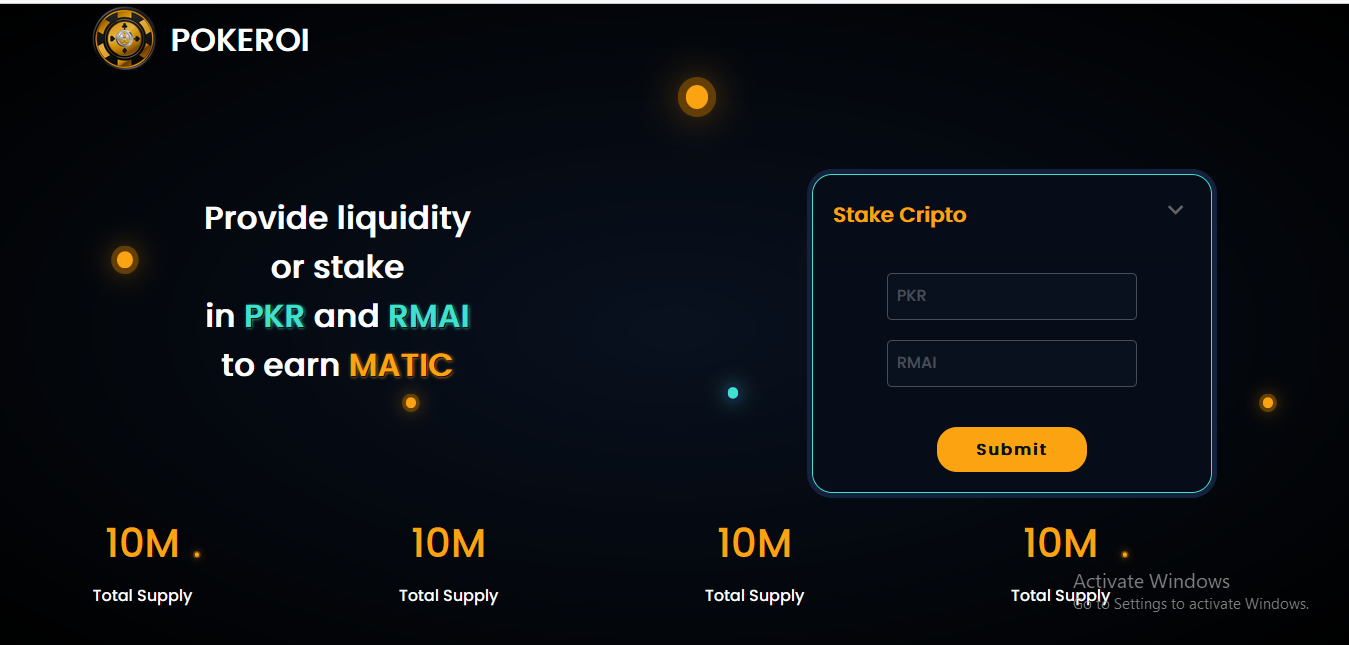 POKEROI
Provide liquidity
or stake
in PKR and RMAI
to earn MATIC
Stake Cripto
PKR
RMAI
Submit
10M
Total Supply
10M
Total Supply
10M
Total Supply
10M
Total Supply
Activate Windows
Go to Settings to activate Windows.